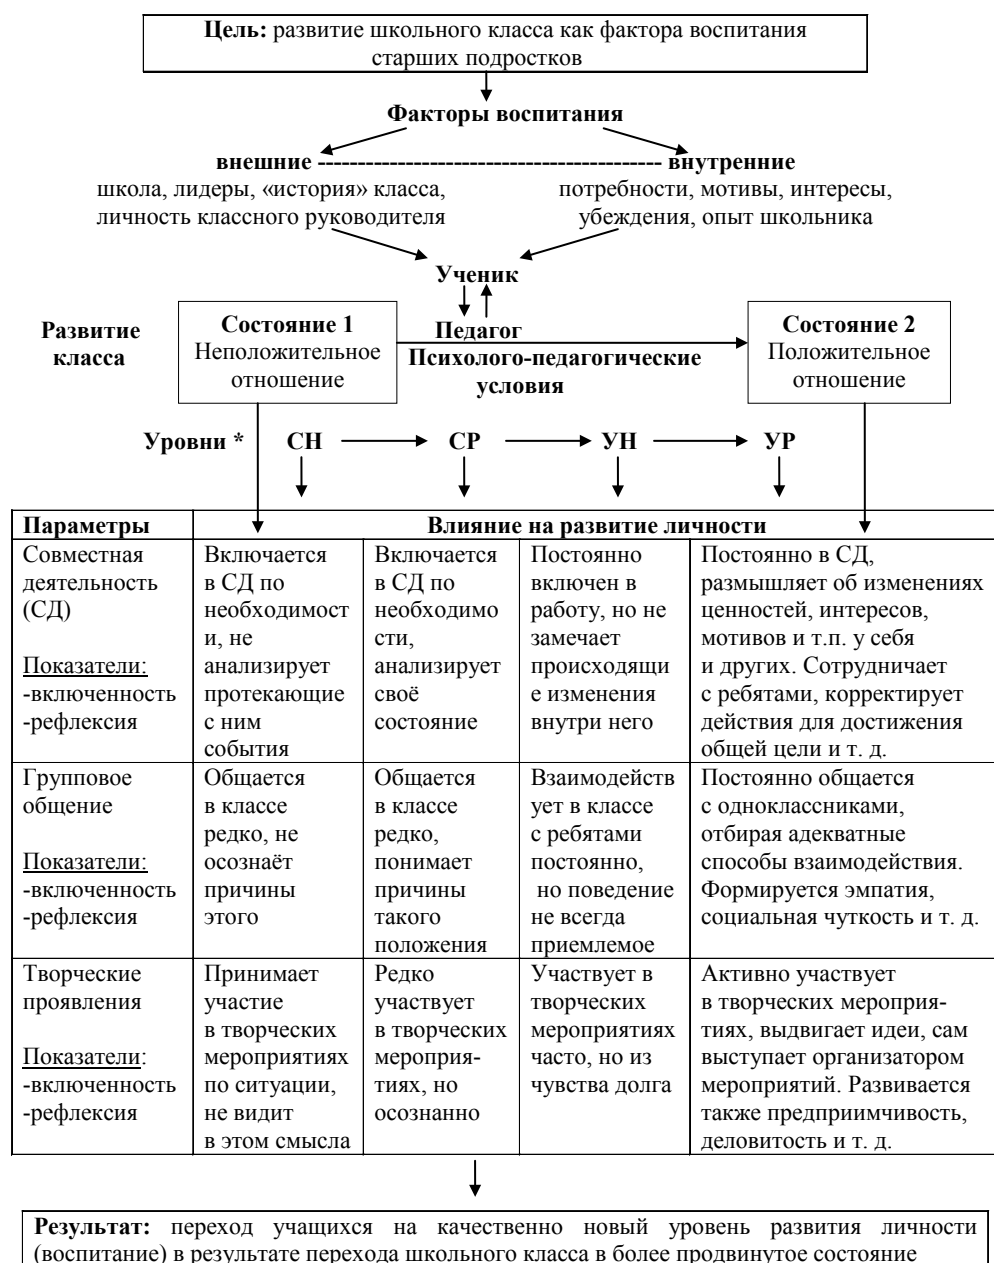 Цель: развитие школьного класса как фактора воспитания
старших подростков
Факторы воспитания
внешние ------------------------------------------- внутренние
школа, лидеры, «история» класса,
личность классного руководителя
потребности, мотивы, интересы,
убеждения, опыт школьника
Ученик
Развитие
класса
Состояние 1
Неположительное
отношение
Педагог
Психолого-педагогические
условия
Состояние 2
Положительное
отношение
Уровни * СН СР УН УР
Параметры
Влияние на развитие личности
Совместная
деятельность
(СД)
Показатели:
-включенность
-рефлексия
Включается
в СД по
необходимост
и, не
анализирует
протекающие
с ним
события
Включается
в СД по
необходимо
сти,
анализирует
своё
состояние
Постоянно
включен в
работу, но не
замечает
происходящи
е изменения
внутри него
Постоянно в СД,
размышляет об изменениях
ценностей, интересов,
мотивов и т.п. у себя
и других. Сотрудничает
с ребятами, корректирует
действия для достижения
общей цели и т. д.
Групповое
общение
Показатели:
-включенность
-рефлексия
Общается
в классе
редко, не
осознаёт
причины
этого
Общается
в классе
редко,
понимает
причины
такого
положения
Взаимодейств
ует в классе
с ребятами
постоянно,
но поведение
не всегда
приемлемое
Постоянно общается
с одноклассниками,
отбирая адекватные
способы взаимодействия.
Формируется эмпатия,
социальная чуткость и т. д.
Творческие
проявления
Показатели:
-включенность
-рефлексия
Принимает
участие
в творческих
мероприятиях
по ситуации,
не видит
в этом смысла
Редко
участвует
в творческих
мероприя-
тиях, но
осознанно
Участвует в
творческих
мероприятиях
часто, но из
чувства долга
Активно участвует
в творческих мероприя-
тиях, выдвигает идеи, сам
выступает организатором
мероприятий. Развивается
также предприимчивость,
деловитость и т. д.
Результат: переход учащихся на качественно новый уровень развития личности
(воспитание) в результате перехода школьного класса в более продвинутое состояние